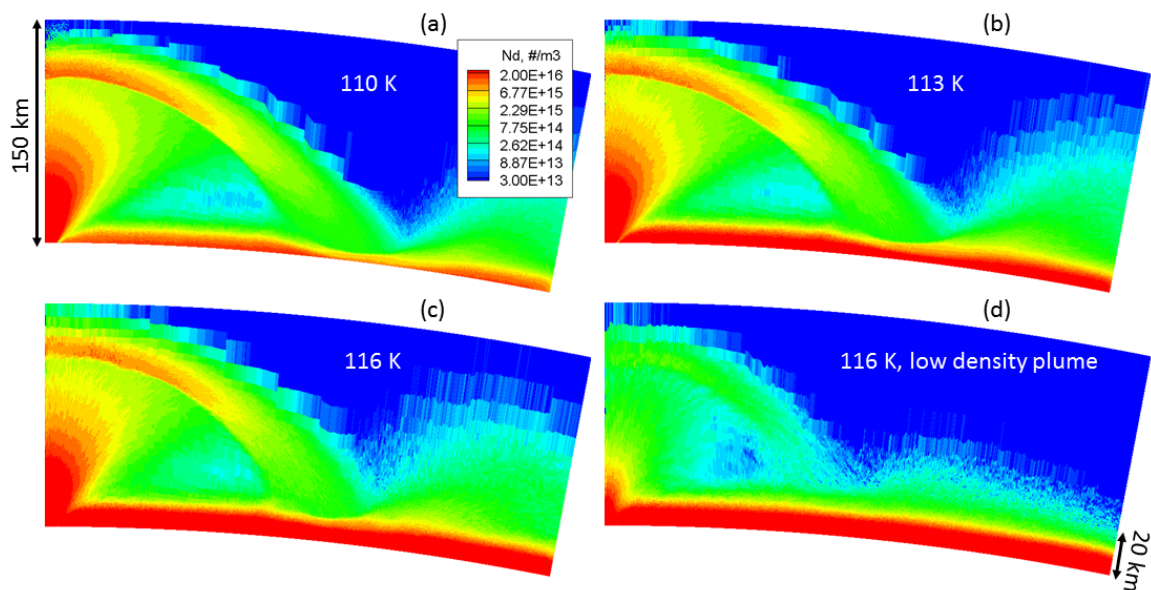 (a)
(b)
Nd, #/m3
2.00E+16
6.77E+15
2.29E+15
7.75E+14
2.62E+14
8.87E+13
3.00E+13
110 K
113 K
150 km
(c)
(d)
116 K
116 K, low density plume
20 km